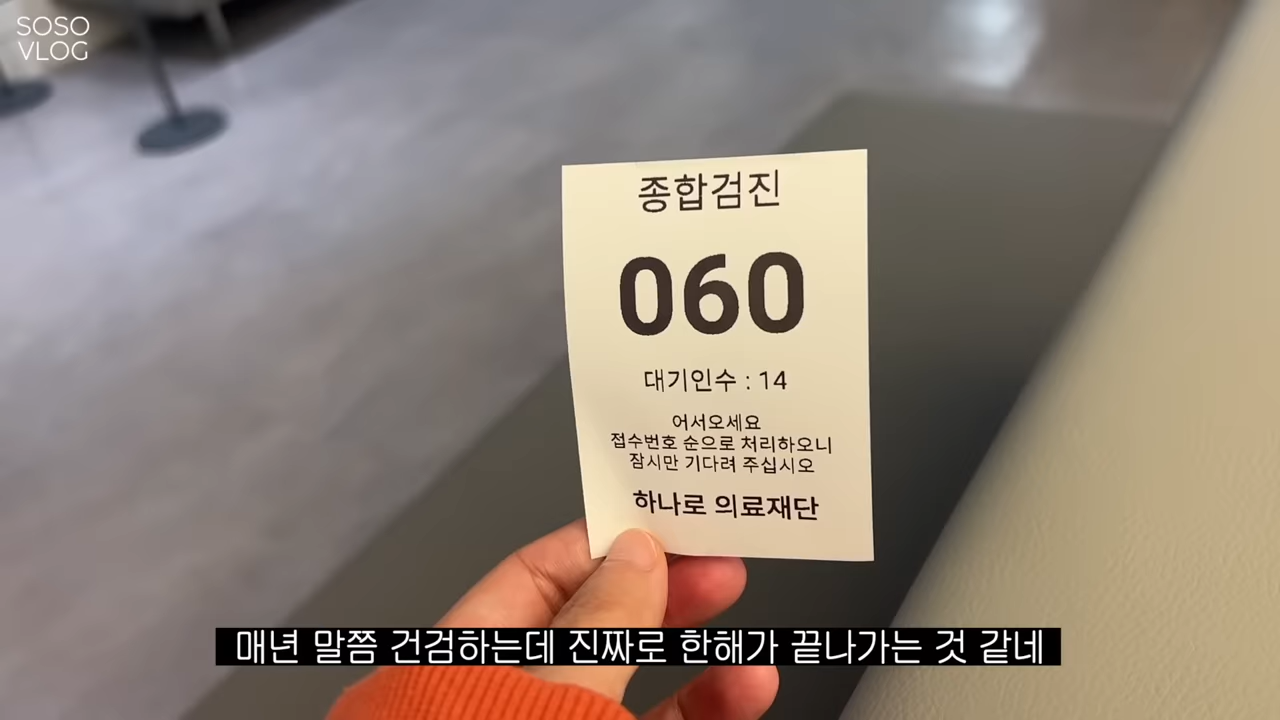 SOSO
VLOG
종합검진
060
대기인수 : 14
어서오세요
접수번호 순으로 처리하오니
잠시만 기다려 주십시오
하나로 의료재단
매년 말쯤 건검하는데 진짜로 한해가 끝나가는 것 같네